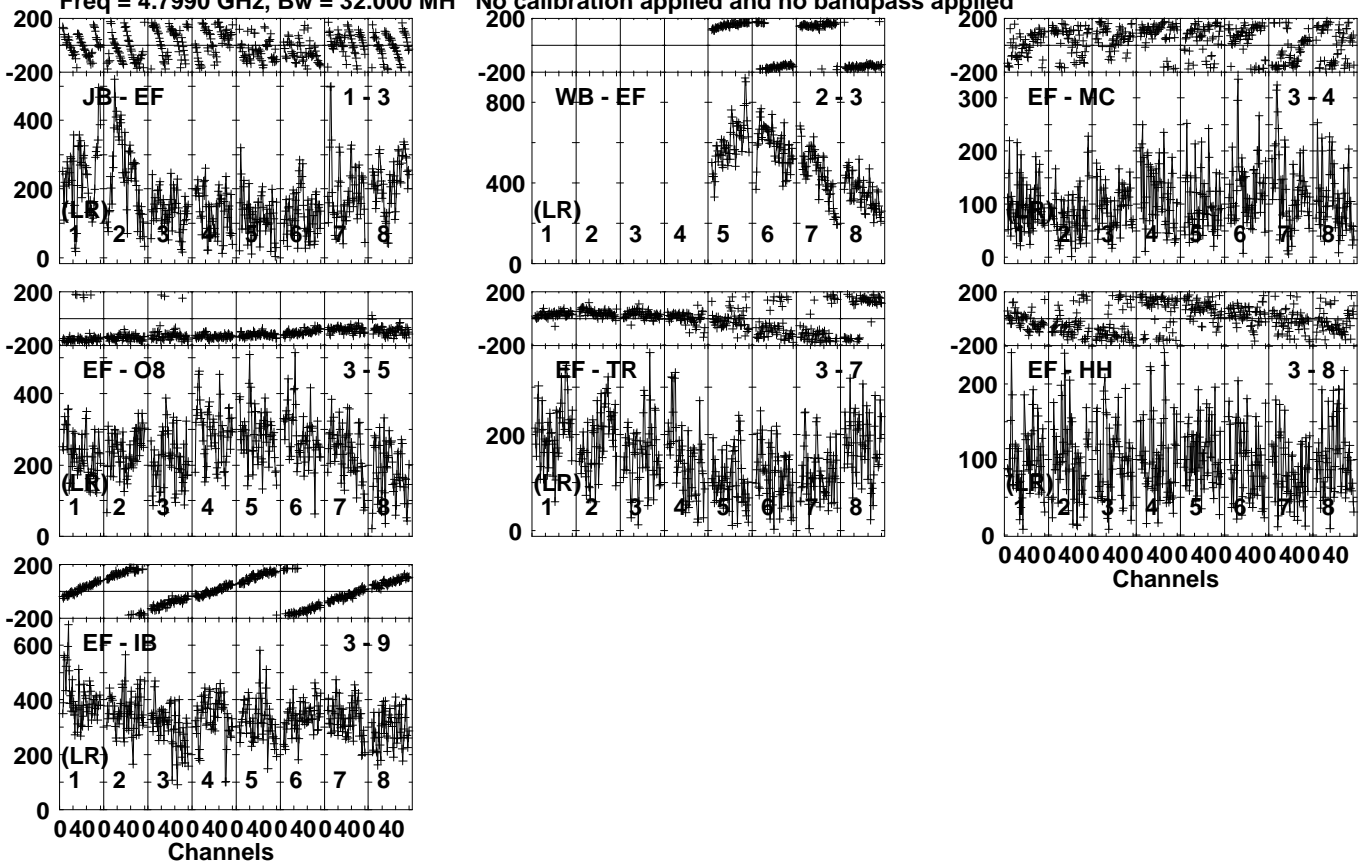 Freq = 4.7990 GHz, Bw = 32.000 MH No calibration applied and no bandpass applied
200
-200
JB - EF 1 - 3
400
200
0
(LR)
1 2 3 4 5 6 7 8
200
-200
WB - EF 2 - 3
800
400
0
(LR)
1 2 3 4 5 6 7 8
200
-200
EF - MC 3 - 4
300
200
100
0
(LR)
1 2 3 4 5 6 7 8
200
-200
EF - O8 3 - 5
400
200
0
(LR)
1 2 3 4 5 6 7 8
200
-200
EF - TR 3 - 7
200
0
(LR)
1 2 3 4 5 6 7 8
200
-200
EF - HH 3 - 8
200
100
0
(LR)
1 2 3 4 5 6 7 8
0 40 0 40 0 40 0 40 0 40 0 40 0 40 0 40
Channels
200
-200
EF - IB 3 - 9
600
400
200
0
(LR)
1 2 3 4 5 6 7 8
0 40 0 40 0 40 0 40 0 40 0 40 0 40 0 40
Channels